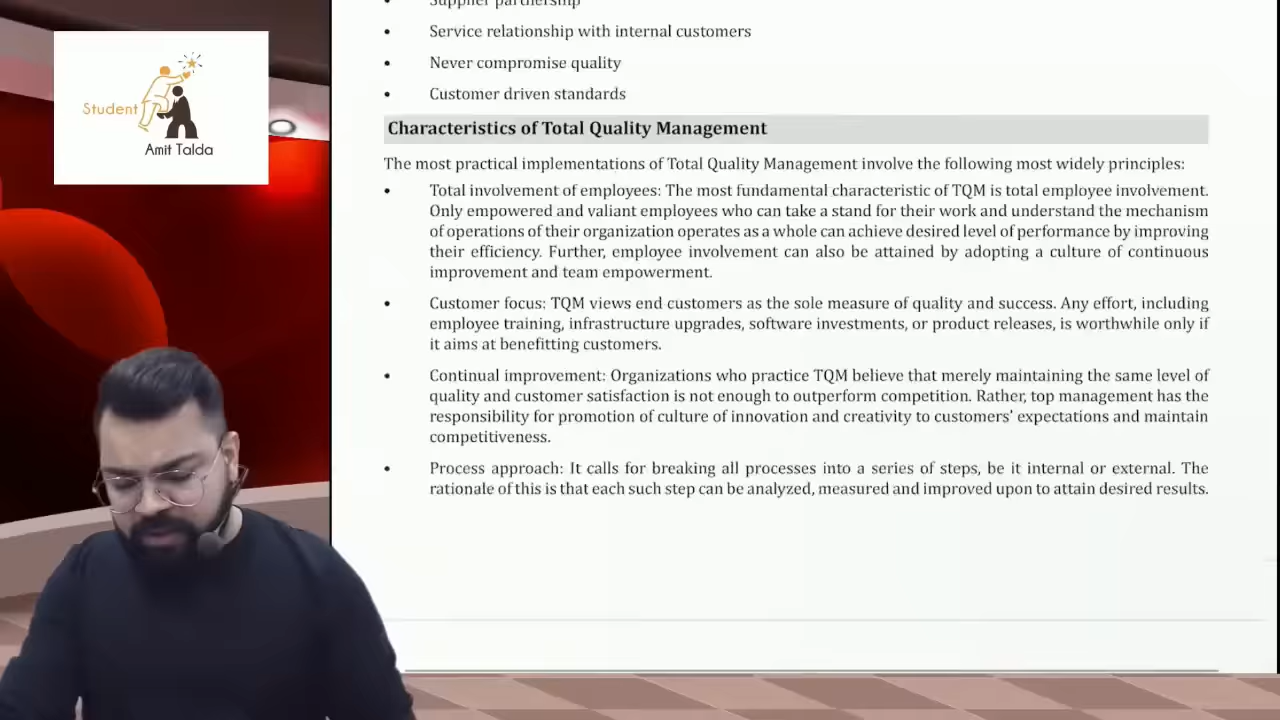 Supplier partnership
• Service relationship with internal customers
• Never compromise quality
• Customer driven standards
Student
Amit Talda
Characteristics of Total Quality Management
The most practical implementations of Total Quality Management involve the following most widely principles:
• Total involvement of employees: The most fundamental characteristic of TQM is total employee involvement.
Only empowered and valiant employees who can take a stand for their work and understand the mechanism
of operations of their organization operates as a whole can achieve desired level of performance by improving
their efficiency. Further, employee involvement can also be attained by adopting a culture of continuous
improvement and team empowerment.
• Customer focus: TQM views end customers as the sole measure of quality and success. Any effort, including
employee training, infrastructure upgrades, software investments, or product releases, is worthwhile only if
it aims at benefitting customers.
• Continual improvement: Organizations who practice TQM believe that merely maintaining the same level of
quality and customer satisfaction is not enough to outperform competition. Rather, top management has the
responsibility for promotion of culture of innovation and creativity to customers' expectations and maintain
competitiveness.
• Process approach: It calls for breaking all processes into a series of steps, be it internal or external. The
rationale of this is that each such step can be analyzed, measured and improved upon to attain desired results.